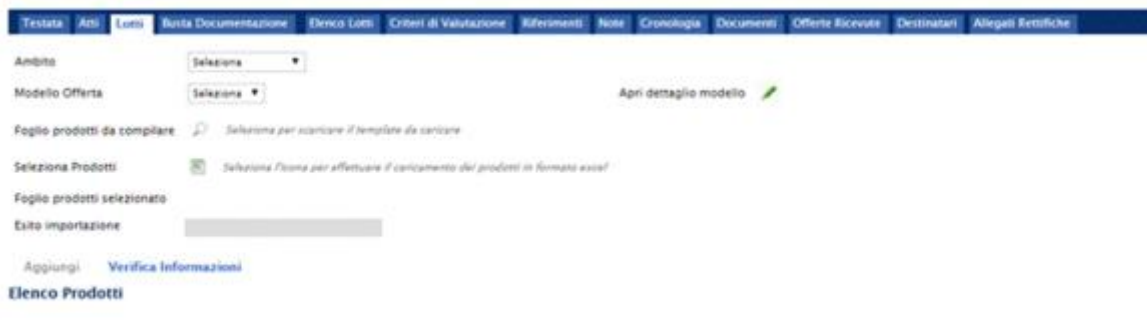 Testata Atti Lotti Busta Documentazione Elenco Lotti Criteri di Valutazione Riferimenti Note Cronologia Documenti Offerte Ricevute Destinatari Allegati Rettifiche
Ambito Seleziona
Modello Offerta Seleziona Apri dettaglio modello
Foglio prodotti da compilare Seleziona per scaricare il template da caricare
Seleziona Prodotti Seleziona l'icona per effettuare il caricamento dei prodotti in formato excel
Foglio prodotti selezionato
Esito importazione
Aggiungi Verifica Informazioni
Elenco Prodotti